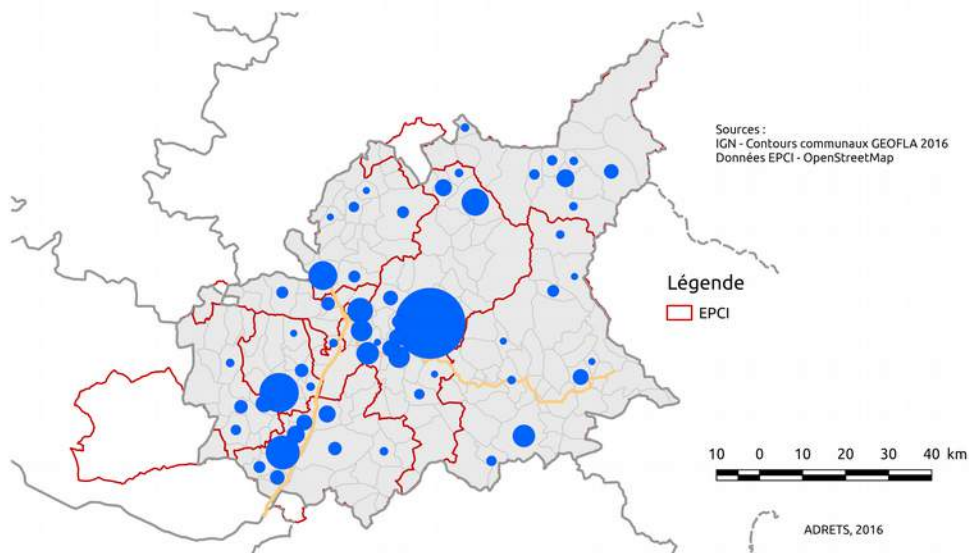 Sources :
IGN - Contours communaux GEOFLA 2016
Données EPCI - OpenStreetMap
Légende
EPCI
10 0 10 20 30 40 km
ADRETS, 2016